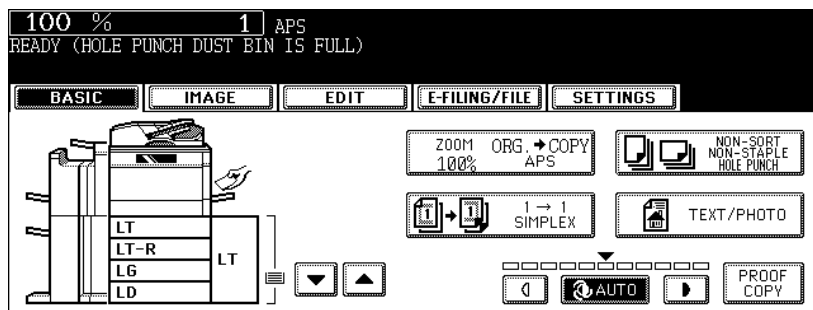 100 % 1 APS
READY (HOLE PUNCH DUST BIN IS FULL)
BASIC IMAGE EDIT E-FILING/FILE SETTINGS
ZOOM ORG. ➔ COPY
100% APS
NON-SORT
NON-STAPLE
HOLE PUNCH
1 ➔ 1
1 → 1
SIMPLEX
TEXT/PHOTO
LT
LT-R
LG
LD
LT
AUTO
PROOF
COPY